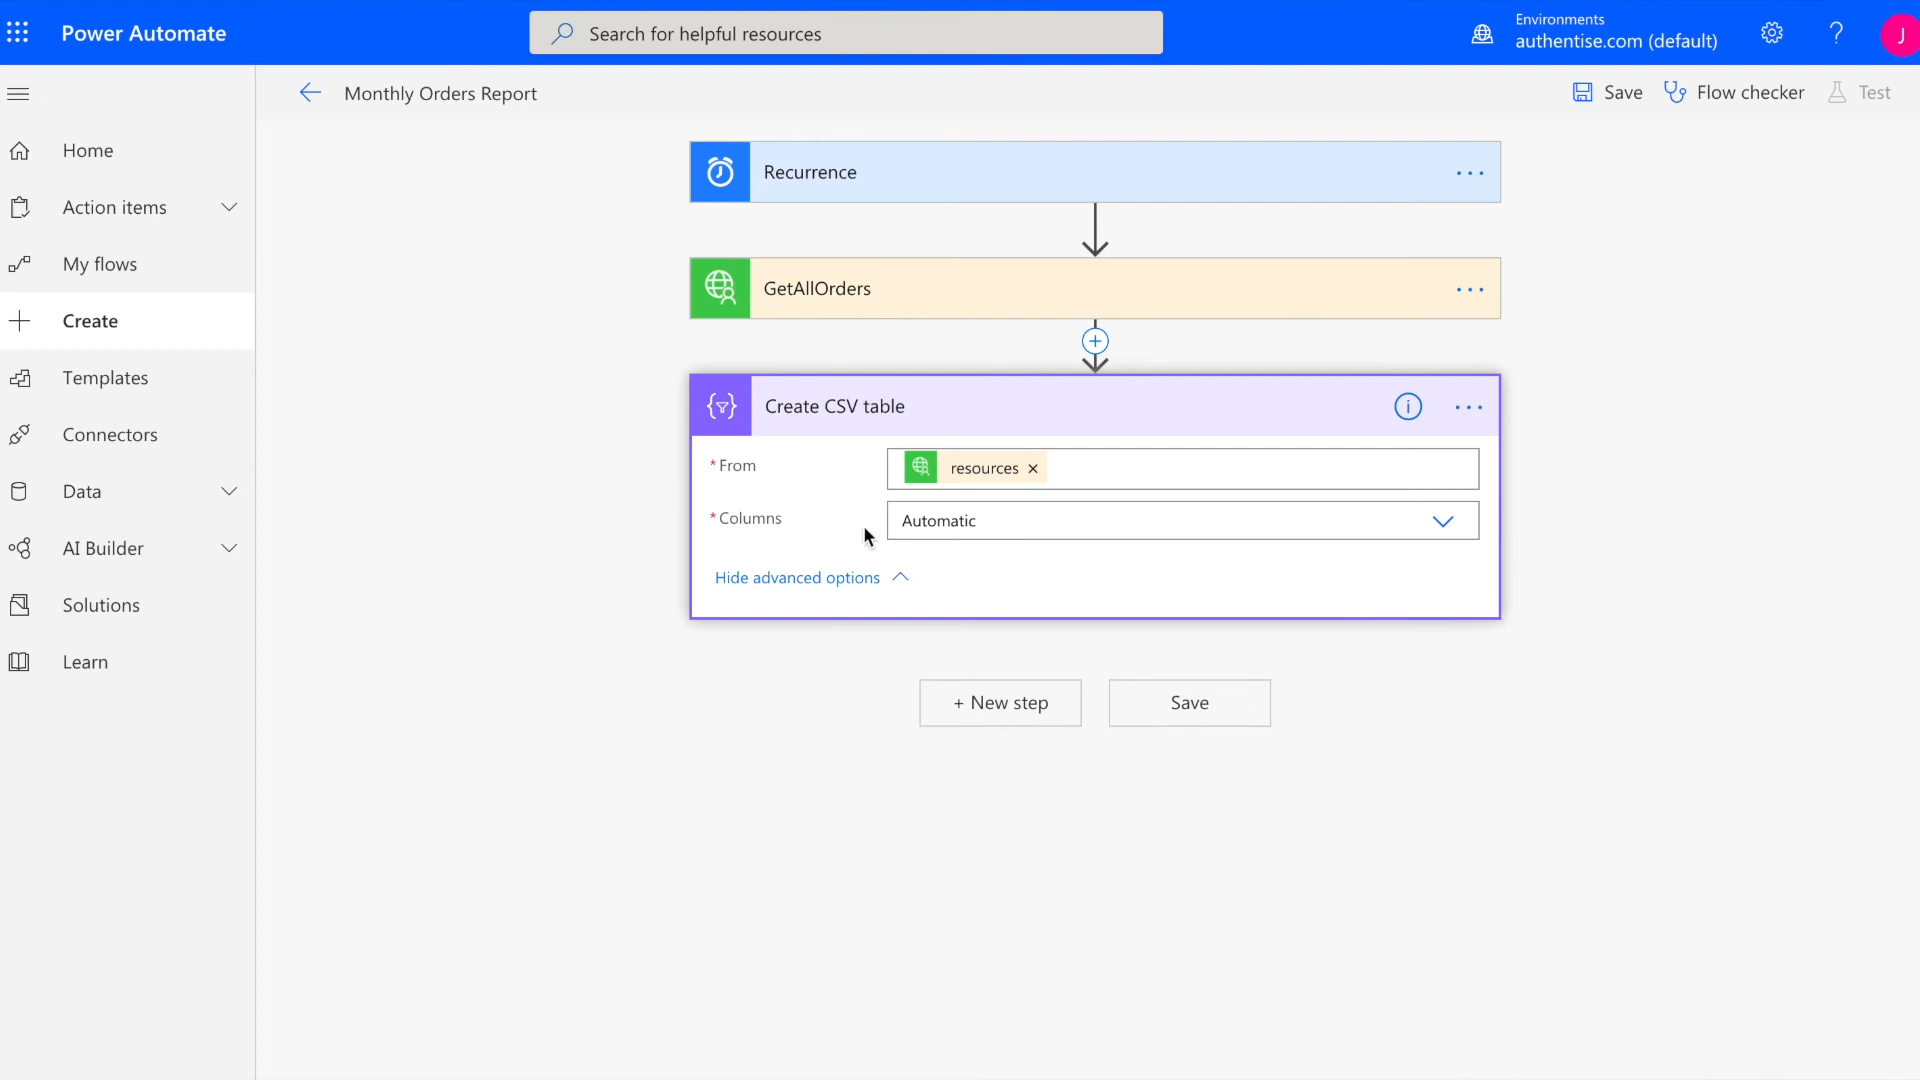 Power Automate
Search for helpful resources
Environments
authentise.com (default)
?
J
Monthly Orders Report
Save
Flow checker
Test
Home
Action items
My flows
Create
Templates
Connectors
Data
AI Builder
Solutions
Learn
Recurrence
GetAllOrders
Create CSV table
* From
resources ×
* Columns
Automatic
Hide advanced options
+ New step
Save